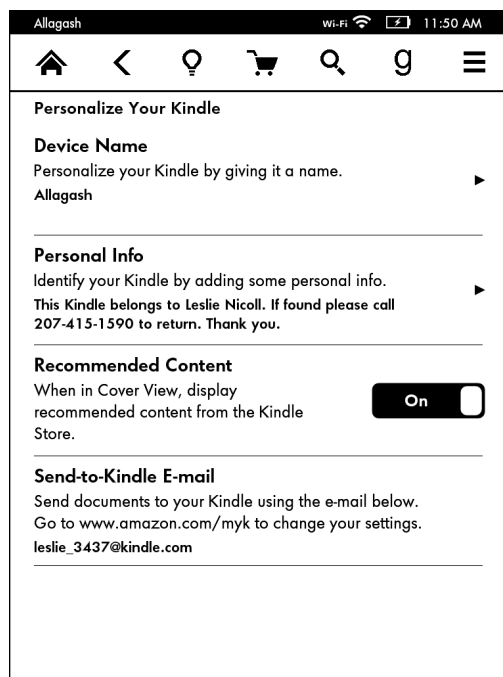 Allagash Wi-Fi 11:50 AM
g
Personalize Your Kindle
Device Name
Personalize your Kindle by giving it a name.
Allagash
Personal Info
Identify your Kindle by adding some personal info.
This Kindle belongs to Leslie Nicoll. If found please call
207-415-1590 to return. Thank you.
Recommended Content
When in Cover View, display
recommended content from the Kindle
Store.
On
Send-to-Kindle E-mail
Send documents to your Kindle using the e-mail below.
Go to www.amazon.com/myk to change your settings.
leslie_3437@kindle.com